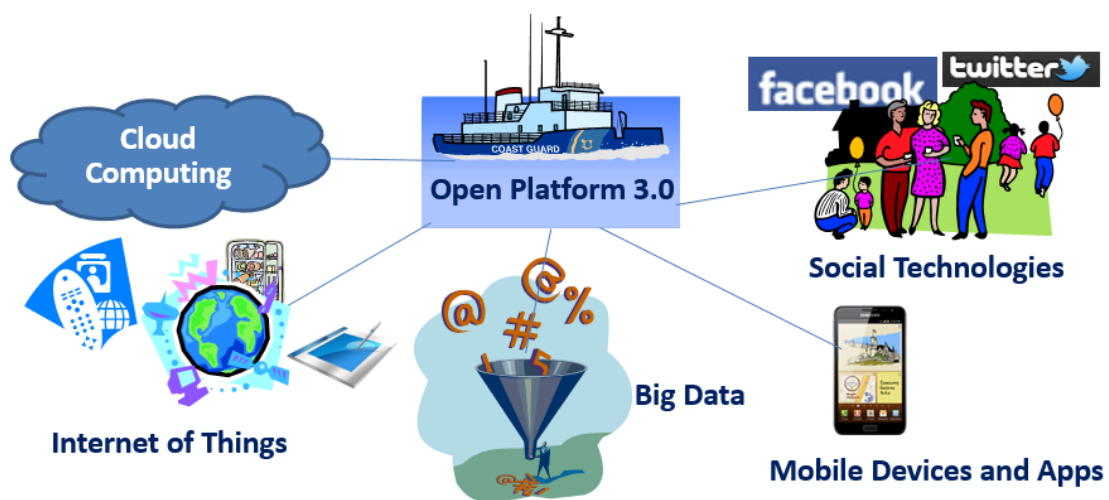 facebook
twitter
Cloud
Computing
COAST GUARD
Open Platform 3.0
Social Technologies
@
@
%
#
5
SAMSUNG
Big Data
Internet of Things
Mobile Devices and Apps